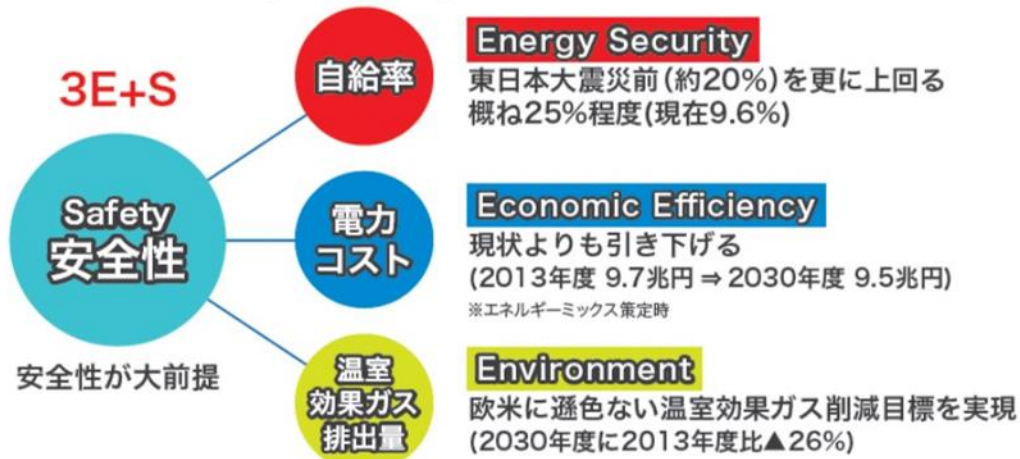 3E+S
Safety
安全性
安全性が大前提
自給率
Energy Security
東日本大震災前(約20%)を更に上回る
概ね25%程度(現在9.6%)
電力
コスト
Economic Efficiency
現状よりも引き下げる
(2013年度 9.7兆円 ⇒ 2030年度 9.5兆円)
※エネルギーミックス策定時
温室
効果ガス
排出量
Environment
欧米に遜色ない温室効果ガス削減目標を実現
(2030年度に2013年度比▲26%)